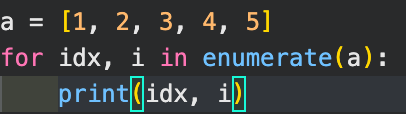 a = [1, 2, 3, 4, 5]
for idx, i in enumerate(a):
    print(idx, i)